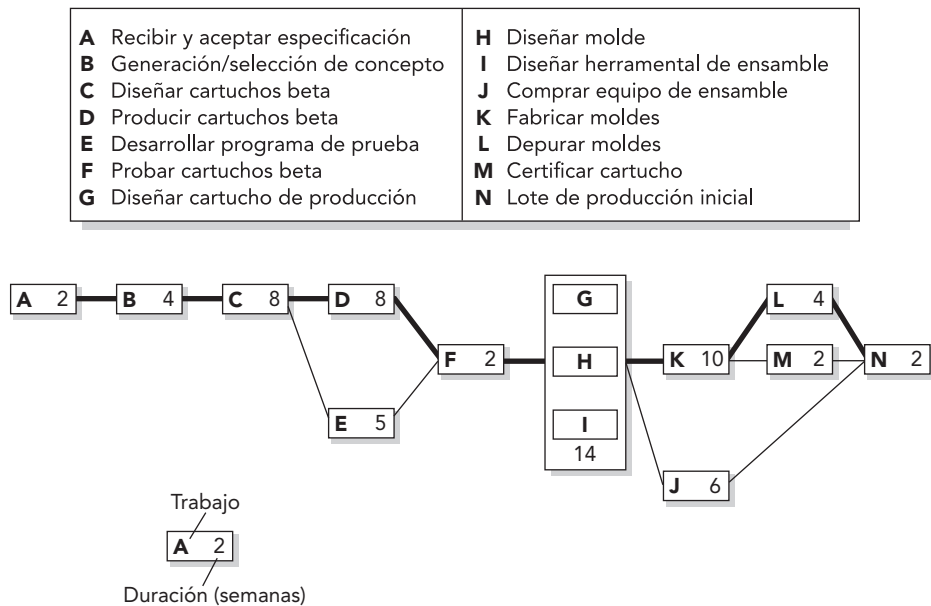 A Recibir y aceptar especificación
B Generación/selección de concepto
C Diseñar cartuchos beta
D Producir cartuchos beta
E Desarrollar programa de prueba
F Probar cartuchos beta
G Diseñar cartucho de producción
H Diseñar molde
I Diseñar herramental de ensamble
J Comprar equipo de ensamble
K Fabricar moldes
L Depurar moldes
M Certificar cartucho
N Lote de producción inicial
A 2
B 4
C 8
D 8
E 5
F 2
G
H
I
14
K 10
L 4
M 2
N 2
J 6
Trabajo
A 2
Duración (semanas)